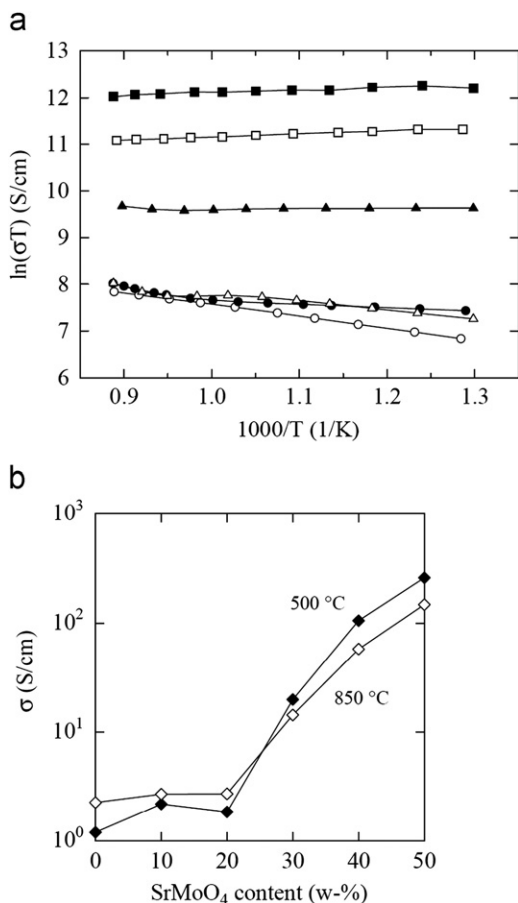 a
13
12
11
10
9
8
7
6
ln(σT) (S/cm)
0.9 1.0 1.1 1.2 1.3
1000/T (1/K)
b
10³
10²
10¹
10⁰
σ (S/cm)
500 °C
850 °C
0 10 20 30 40 50
SrMoO₄ content (w-%)